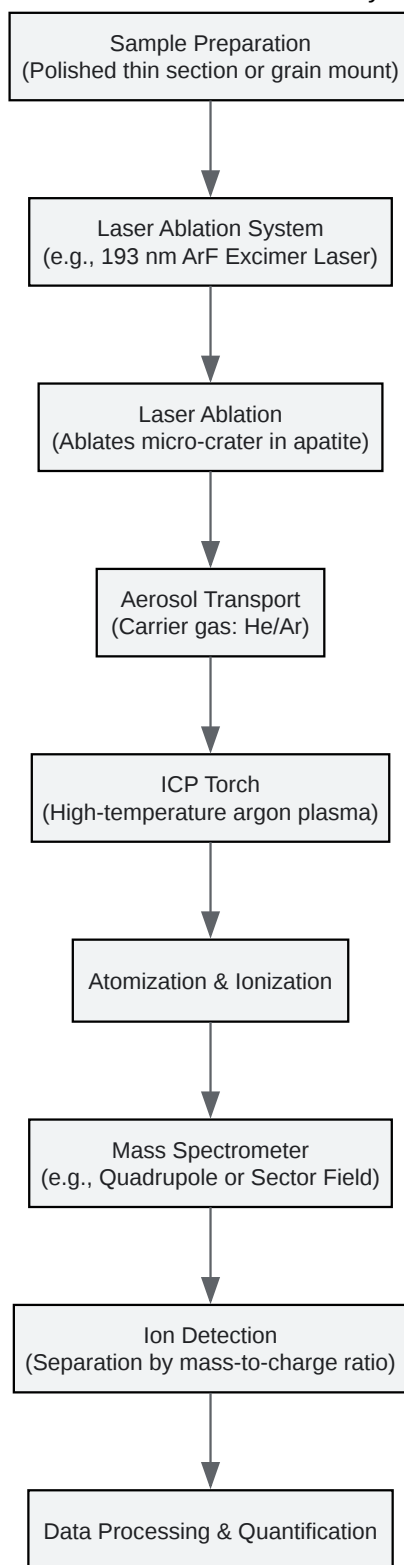 Sample Preparation
(Polished thin section or grain mount)
Laser Ablation System
(e.g., 193 nm ArF Excimer Laser)
Laser Ablation
(Ablates micro-crater in apatite)
Aerosol Transport
(Carrier gas: He/Ar)
ICP Torch
(High-temperature argon plasma)
Atomization & Ionization
Mass Spectrometer
(e.g., Quadrupole or Sector Field)
Ion Detection
(Separation by mass-to-charge ratio)
Data Processing & Quantification